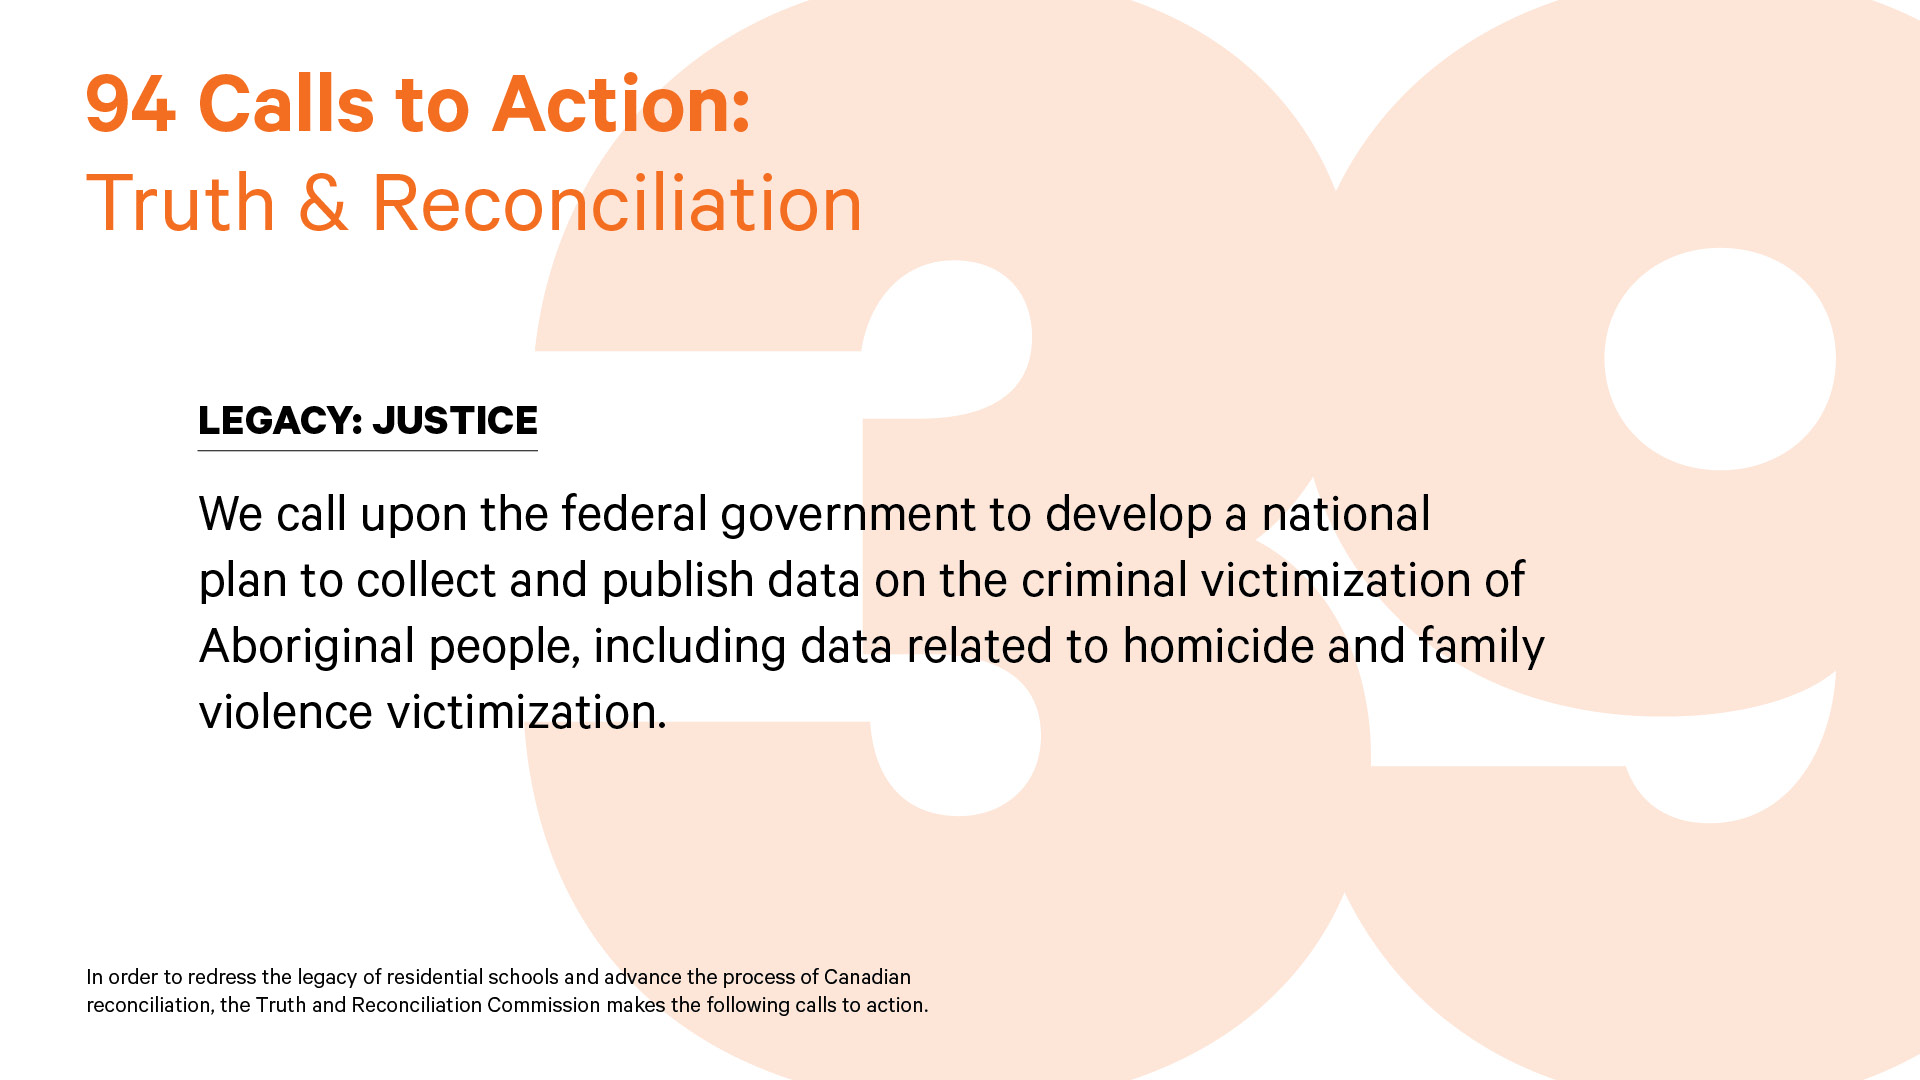 94 Calls to Action:
Truth & Reconciliation
39
LEGACY: JUSTICE
We call upon the federal government to develop a national
plan to collect and publish data on the criminal victimization of
Aboriginal people, including data related to homicide and family
violence victimization.
In order to redress the legacy of residential schools and advance the process of Canadian
reconciliation, the Truth and Reconciliation Commission makes the following calls to action.